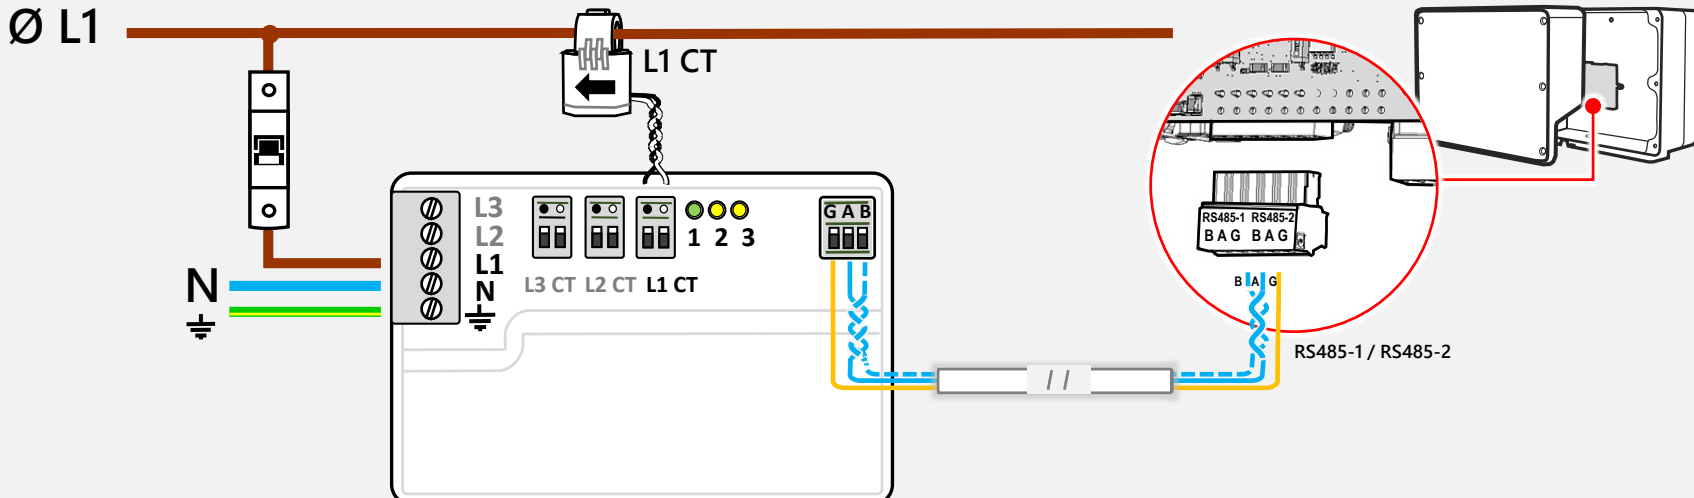 Ø L1
L1 CT
L3
L2
L1
N
1 2 3
L3 CT L2 CT L1 CT
G A B
N
RS485-1 RS485-2
B A G B A G
B A G
RS485-1 / RS485-2